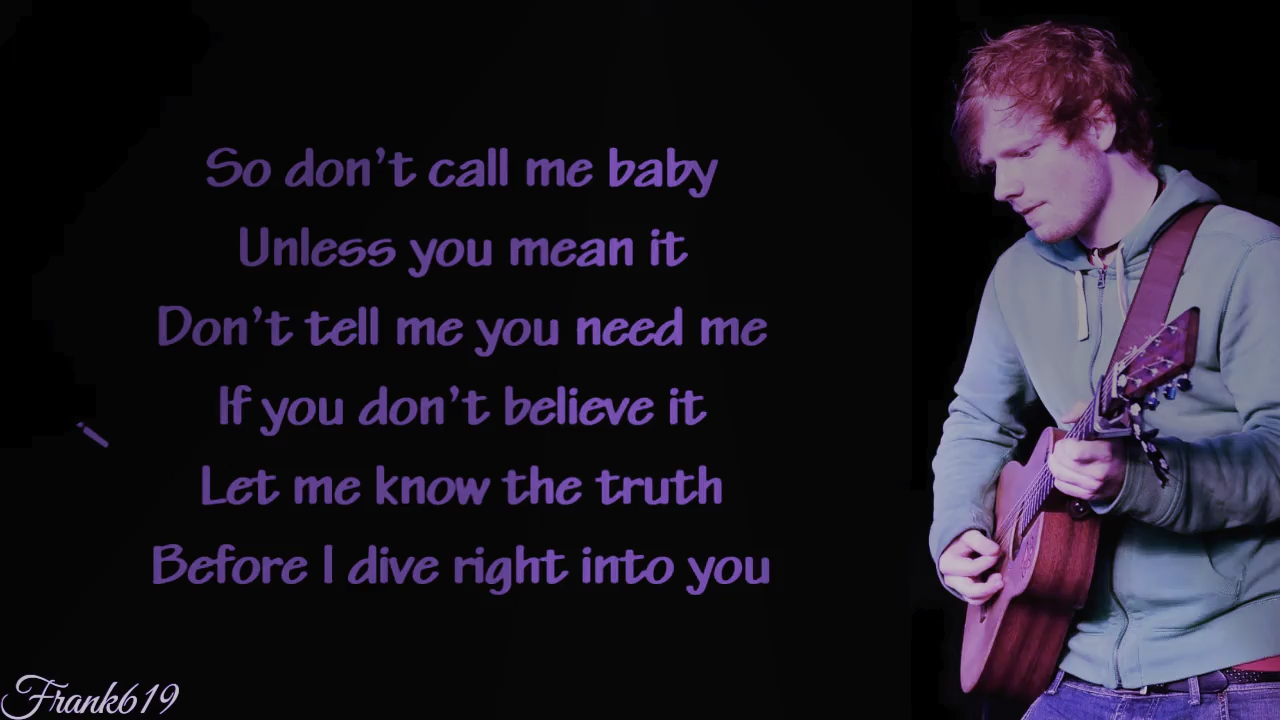 So don't call me baby
Unless you mean it
Don't tell me you need me
If you don't believe it
Let me know the truth
Before I dive right into you
Frank619